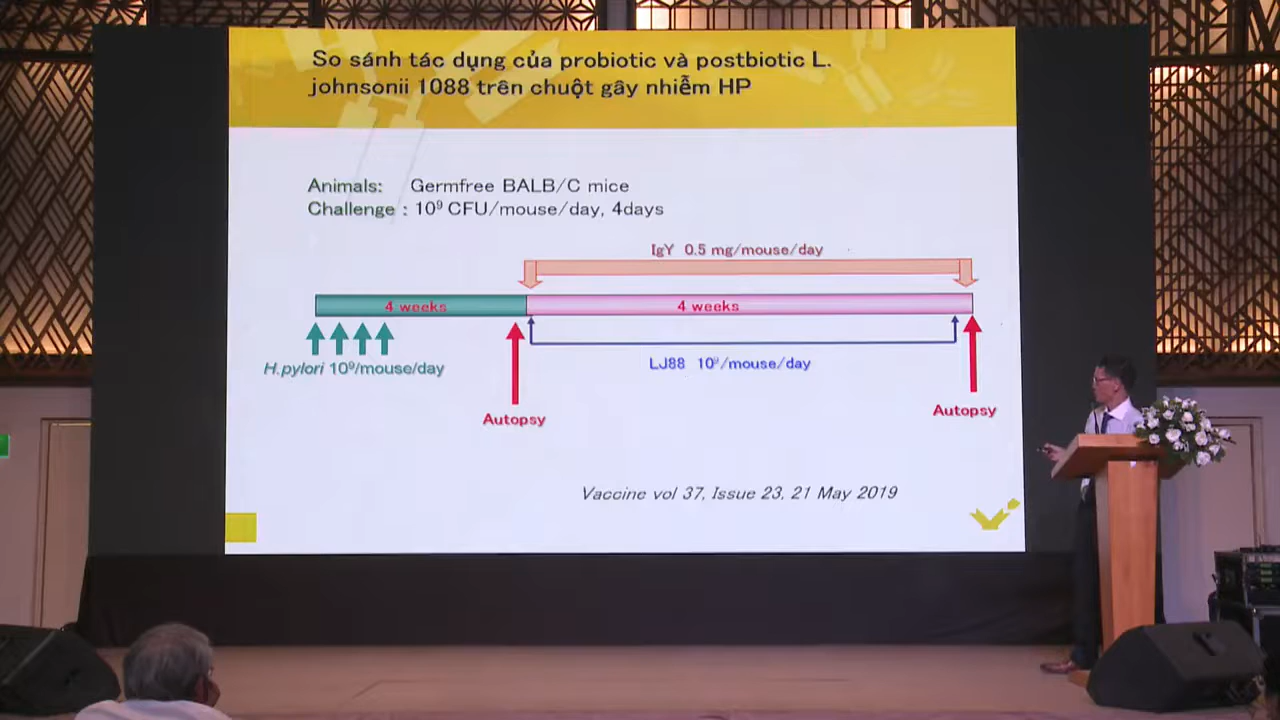 So sánh tác dụng của probiotic và postbiotic L.
johnsonii 1088 trên chuột gây nhiễm HP
Animals: Germfree BALB/C mice
Challenge : 10⁹ CFU/mouse/day, 4days
IgY 0.5 mg/mouse/day
4 weeks 4 weeks
H.pylori 10⁹/mouse/day
LJ88 10⁹/mouse/day
Autopsy
Autopsy
Vaccine vol 37, Issue 23, 21 May 2019